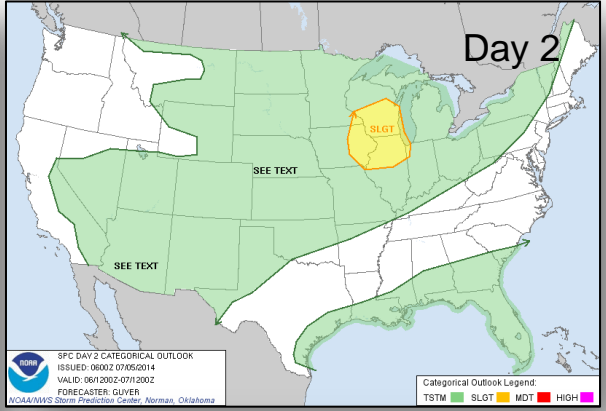 Day 2
SLGT
SEE TEXT
SEE TEXT
NOAA
SPC DAY 2 CATEGORICAL OUTLOOK
ISSUED: 0600Z 07/05/2014
VALID: 06/1200Z-07/1200Z
FORECASTER: GUYER
NOAA/NWS Storm Prediction Center, Norman, Oklahoma
Categorical Outlook Legend:
TSTM SLGT MDT HIGH